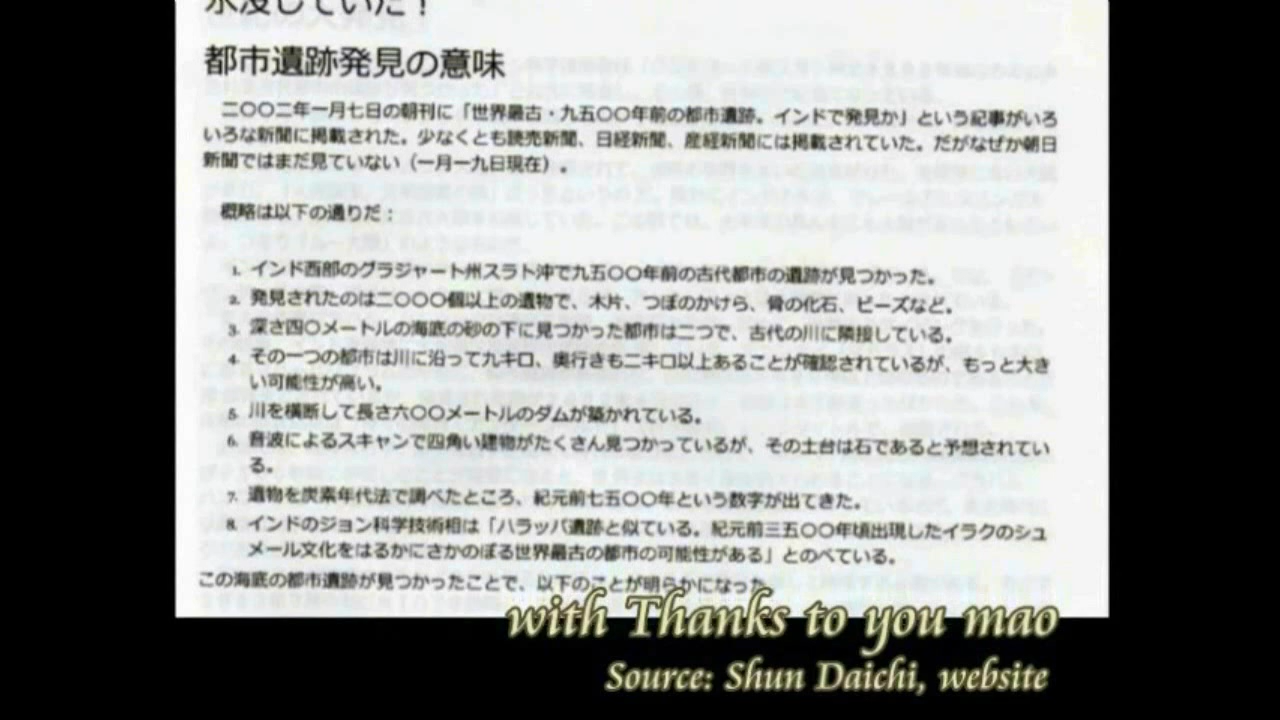 水没していた！
都市遺跡発見の意味
二〇〇二年一月七日の朝刊に「世界最古・九五〇〇年前の都市遺跡。インドで発見か」という紀事がいろ
いろな新聞に掲載された。少なくとも読売新聞、日経新聞、産経新聞には掲載されていた。だがなぜか朝日
新聞ではまだ見ていない（一月一九日現在）。
概略は以下の通りだ：
1. インド西部のグラジャート州スラト沖で九五〇〇年前の古代都市の遺跡が見つかった。
2. 発見されたのは二〇〇〇個以上の遺物で、木片、つぼのかけら、骨の化石、ビーズなど。
3. 深さ四〇メートルの海底の砂の下に見つかった都市は二つで、古代の川に隣接している。
4. その一つの都市は川に沿って九キロ、奥行きも二キロ以上あることが確認されているが、もっと大き
い可能性が高い。
5. 川を横断して長さ六〇〇メートルのダムが築かれている。
6. 音波によるスキャンで四角い建物がたくさん見つかっているが、その土台は石であると予想されてい
る。
7. 遺物を炭素年代法で調べたところ、紀元前七五〇〇年という数字が出てきた。
8. インドのジョン科学技術相は「ハラッパ遺跡と似ている。紀元前三五〇〇年頃出現したイラクのシュ
メール文化をはるかにさかのぼる世界最古の都市の可能性がある」とのべている。
この海底の都市遺跡が見つかったことで、以下のことが明らかになった。
with Thanks to you mao
Source: Shun Daichi, website